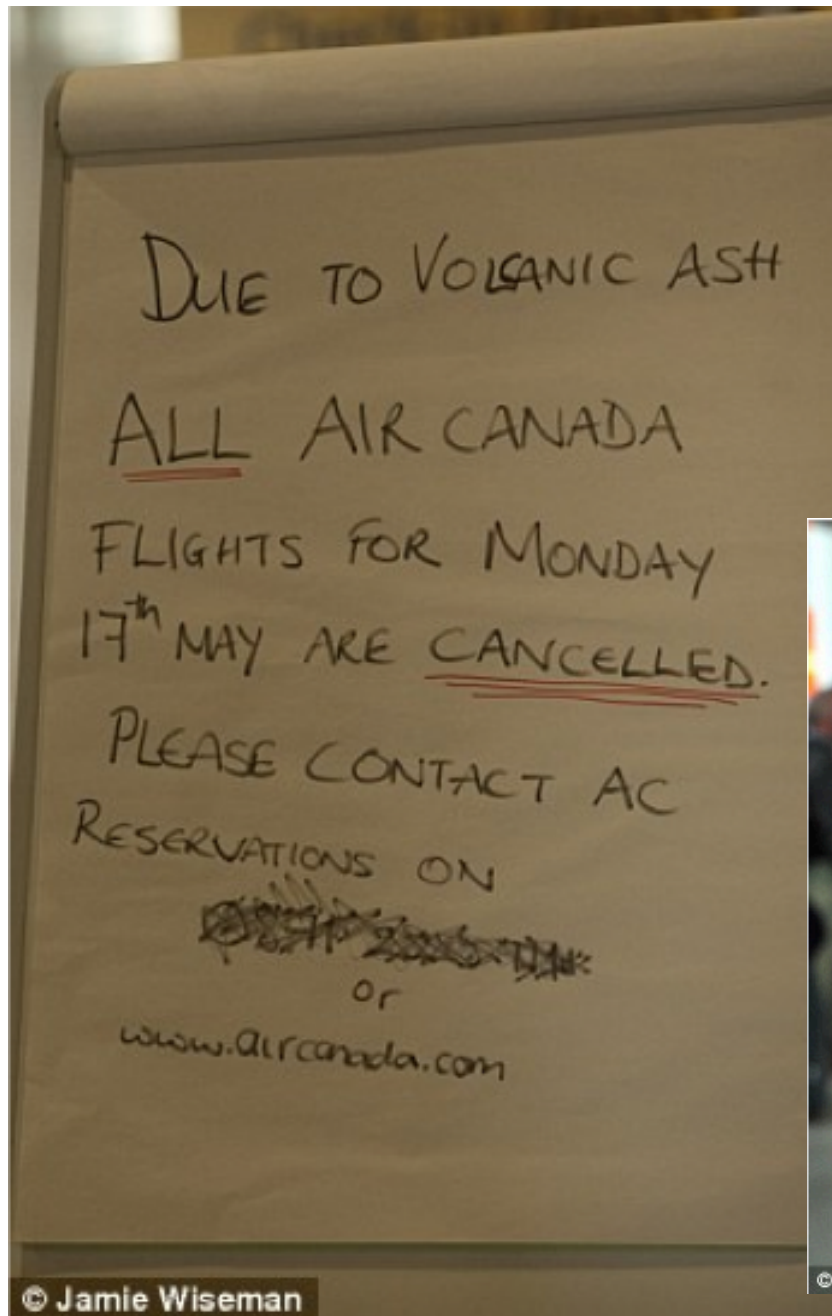 DUE TO VOLCANIC ASH
ALL AIR CANADA
FLIGHTS FOR MONDAY
17th MAY ARE CANCELLED.
PLEASE CONTACT AC
RESERVATIONS ON
or
www.aircanada.com
© Jamie Wiseman
©